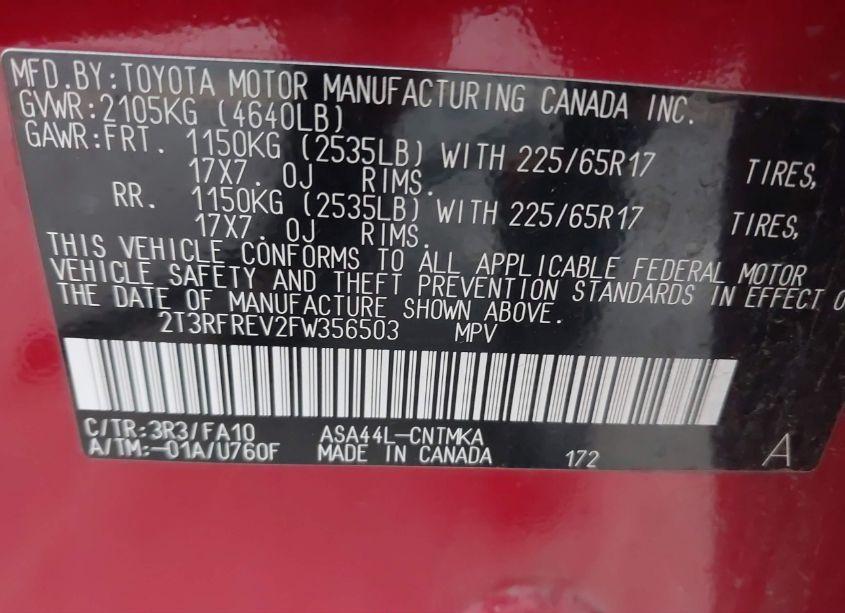 MFD.BY:TOYOTA MOTOR MANUFACTURING CANADA INC.
GVWR:2105KG (4640LB)
GAWR:FRT. 1150KG (2535LB) WITH 225/65R17 TIRES,
17X7. 0J RIMS.
RR. 1150KG (2535LB) WITH 225/65R17 TIRES,
17X7. 0J RIMS.
THIS VEHICLE CONFORMS TO ALL APPLICABLE FEDERAL MOTOR
VEHICLE SAFETY AND THEFT PREVENTION STANDARDS IN EFFECT O
THE DATE OF MANUFACTURE SHOWN ABOVE.
2T3RFREV2FW356503 MPV
C/TR:3R3/FA10 ASA44L-CNTMKA
A/TM:-01A/U760F MADE IN CANADA 172 A